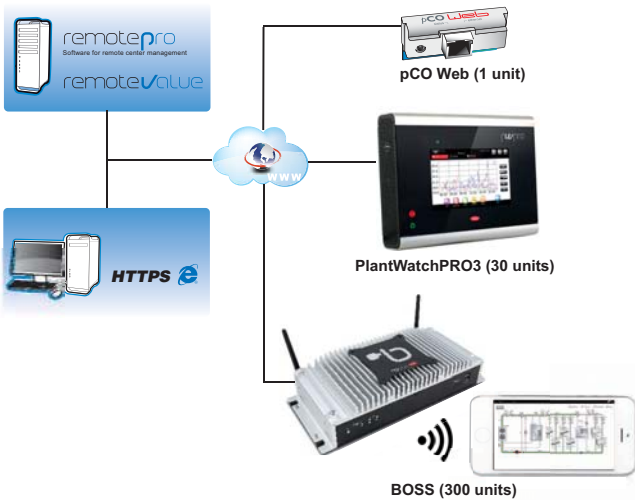 remotepro
Software for remote center management
remotevalue
HTTPS
www
pCO Web
pCO Web (1 unit)
PlantWatchPRO3 (30 units)
b
BOSS (300 units)